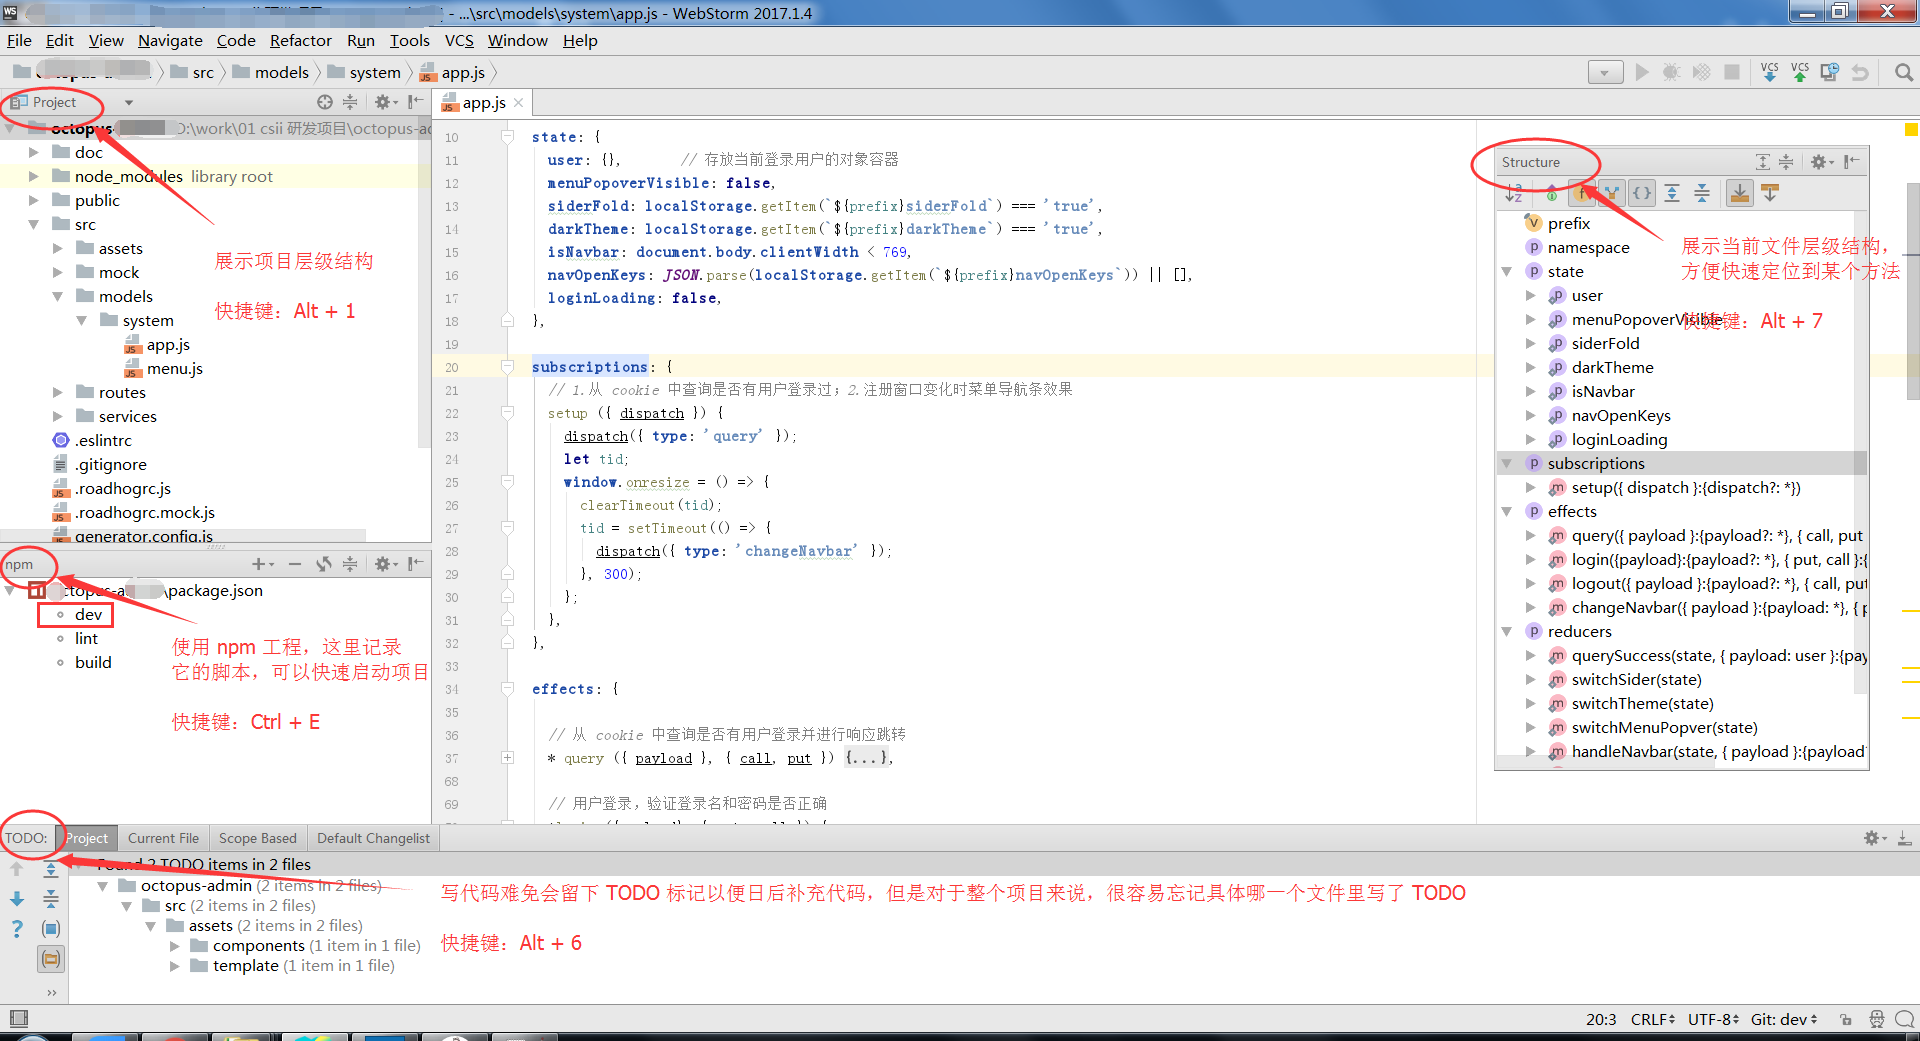 - ...\src\models\system\app.js - WebStorm 2017.1.4
File Edit View Navigate Code Refactor Run Tools VCS Window Help
src models system app.js
VCS VCS
Project
app.js
octopus D:\work\01 csii 研发项目\octopus-ad
doc
node_modules library root
public
src
assets
mock
models
system
app.js
menu.js
routes
services
.eslintrc
.gitignore
.roadhogrc.js
.roadhogrc.mock.js
generator.config.js
展示项目层级结构
快捷键：Alt + 1
npm
\package.json
dev
lint
build
使用 npm 工程，这里记录
它的脚本，可以快速启动项目
快捷键：Ctrl + E
10 state: {
11 user: {}, // 存放当前登录用户的对象容器
12 menuPopoverVisible: false,
13 siderFold: localStorage.getItem(`${prefix}siderFold`) === 'true',
14 darkTheme: localStorage.getItem(`${prefix}darkTheme`) === 'true',
15 isNavbar: document.body.clientWidth < 769,
16 navOpenKeys: JSON.parse(localStorage.getItem(`${prefix}navOpenKeys`)) || [],
17 loginLoading: false,
18 },
19
20 subscriptions: {
21 // 1.从 cookie 中查询是否有用户登录过；2.注册窗口变化时菜单导航条效果
22 setup ({ dispatch }) {
23 dispatch({ type: 'query' });
24 let tid;
25 window.onresize = () => {
26 clearTimeout(tid);
27 tid = setTimeout(() => {
28 dispatch({ type: 'changeNavbar' });
29 }, 300);
30 };
31 },
32 },
33
34 effects: {
35
36 // 从 cookie 中查询是否有用户登录并进行响应跳转
37 * query ({ payload }, { call, put }) {...},
68
69 // 用户登录，验证登录名和密码是否正确
Structure
prefix
namespace
state
user
menuPopoverVisible
siderFold
darkTheme
isNavbar
navOpenKeys
loginLoading
subscriptions
setup({ dispatch }:{dispatch?: *})
effects
query({ payload }:{payload?: *}, { call, put
login({payload}:{payload?: *}, { put, call }:{
logout({ payload }:{payload?: *}, { call, put
changeNavbar({ payload }:{payload: *}, { p
reducers
querySuccess(state, { payload: user }:{pay
switchSider(state)
switchTheme(state)
switchMenuPopver(state)
handleNavbar(state, { payload }:{payload?
展示当前文件层级结构，
方便快速定位到某个方法
快捷键：Alt + 7
TODO: Project Current File Scope Based Default Changelist
Found 2 TODO items in 2 files
octopus-admin (2 items in 2 files)
src (2 items in 2 files)
assets (2 items in 2 files)
components (1 item in 1 file)
template (1 item in 1 file)
写代码难免会留下 TODO 标记以便日后补充代码，但是对于整个项目来说，很容易忘记具体哪一个文件里写了 TODO
快捷键：Alt + 6
20:3 CRLF UTF-8 Git: dev